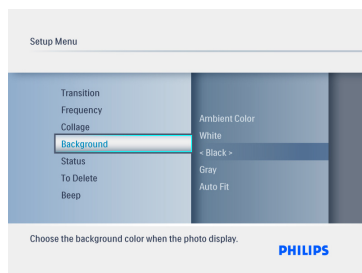 Setup Menu
Transition
Frequency
Collage
Background
Status
To Delete
Beep
Ambient Color
White
< Black >
Gray
Auto Fit
Choose the background color when the photo display.
PHILIPS